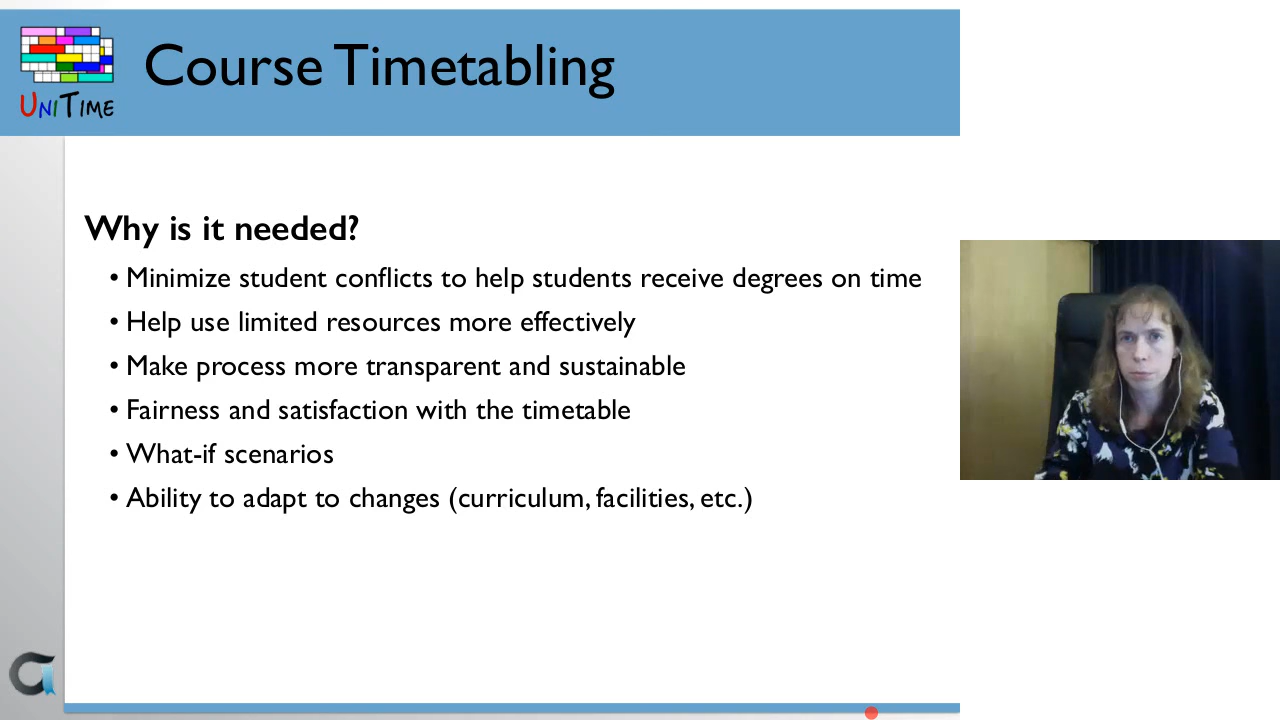 Course Timetabling
UNITIME
Why is it needed?
• Minimize student conflicts to help students receive degrees on time
• Help use limited resources more effectively
• Make process more transparent and sustainable
• Fairness and satisfaction with the timetable
• What-if scenarios
• Ability to adapt to changes (curriculum, facilities, etc.)